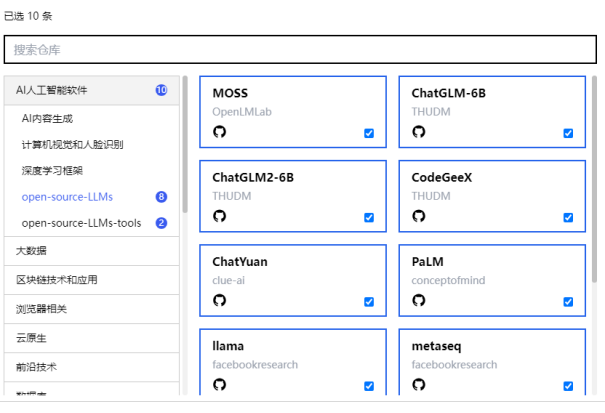 已选 10 条
搜索仓库
AI人工智能软件 10
AI内容生成
计算机视觉和人脸识别
深度学习框架
open-source-LLMs 8
open-source-LLMs-tools 2
大数据
区块链技术和应用
浏览器相关
云原生
前沿技术
数据库
MOSS
OpenLMLab
ChatGLM-6B
THUDM
ChatGLM2-6B
THUDM
CodeGeeX
THUDM
ChatYuan
clue-ai
PaLM
conceptofmind
llama
facebookresearch
metaseq
facebookresearch